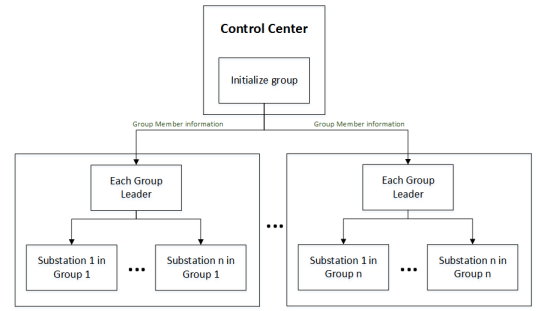 Control Center
Initialize group
Group Member information
Group Member information
Each Group
Leader
Each Group
Leader
Substation 1 in
Group 1
Substation n in
Group 1
Substation 1 in
Group n
Substation n in
Group n